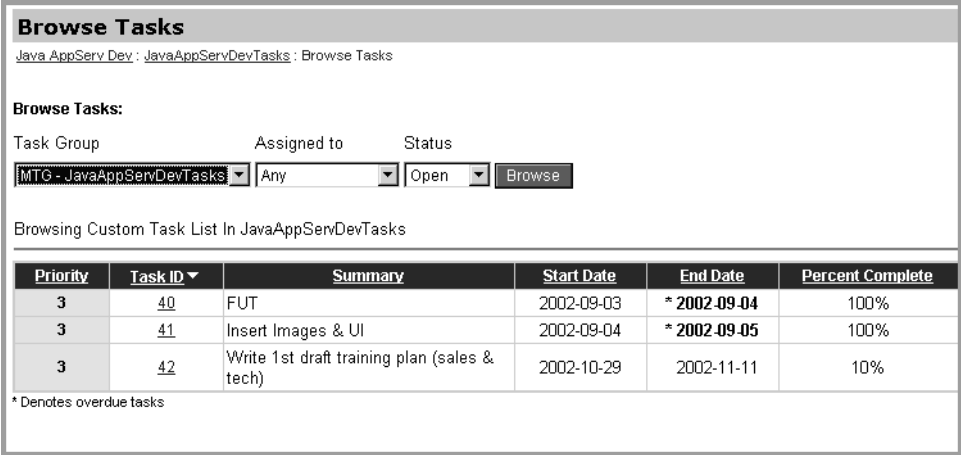 Browse Tasks
Java AppServ Dev : JavaAppServDevTasks : Browse Tasks
Browse Tasks:
Task Group Assigned to Status
MTG - JavaAppServDevTasks Any Open Browse
Browsing Custom Task List In JavaAppServDevTasks
Priority Task ID Summary Start Date End Date Percent Complete
3 40 FUT 2002-09-03 * 2002-09-04 100%
3 41 Insert Images & UI 2002-09-04 * 2002-09-05 100%
3 42 Write 1st draft training plan (sales & tech) 2002-10-29 2002-11-11 10%
* Denotes overdue tasks